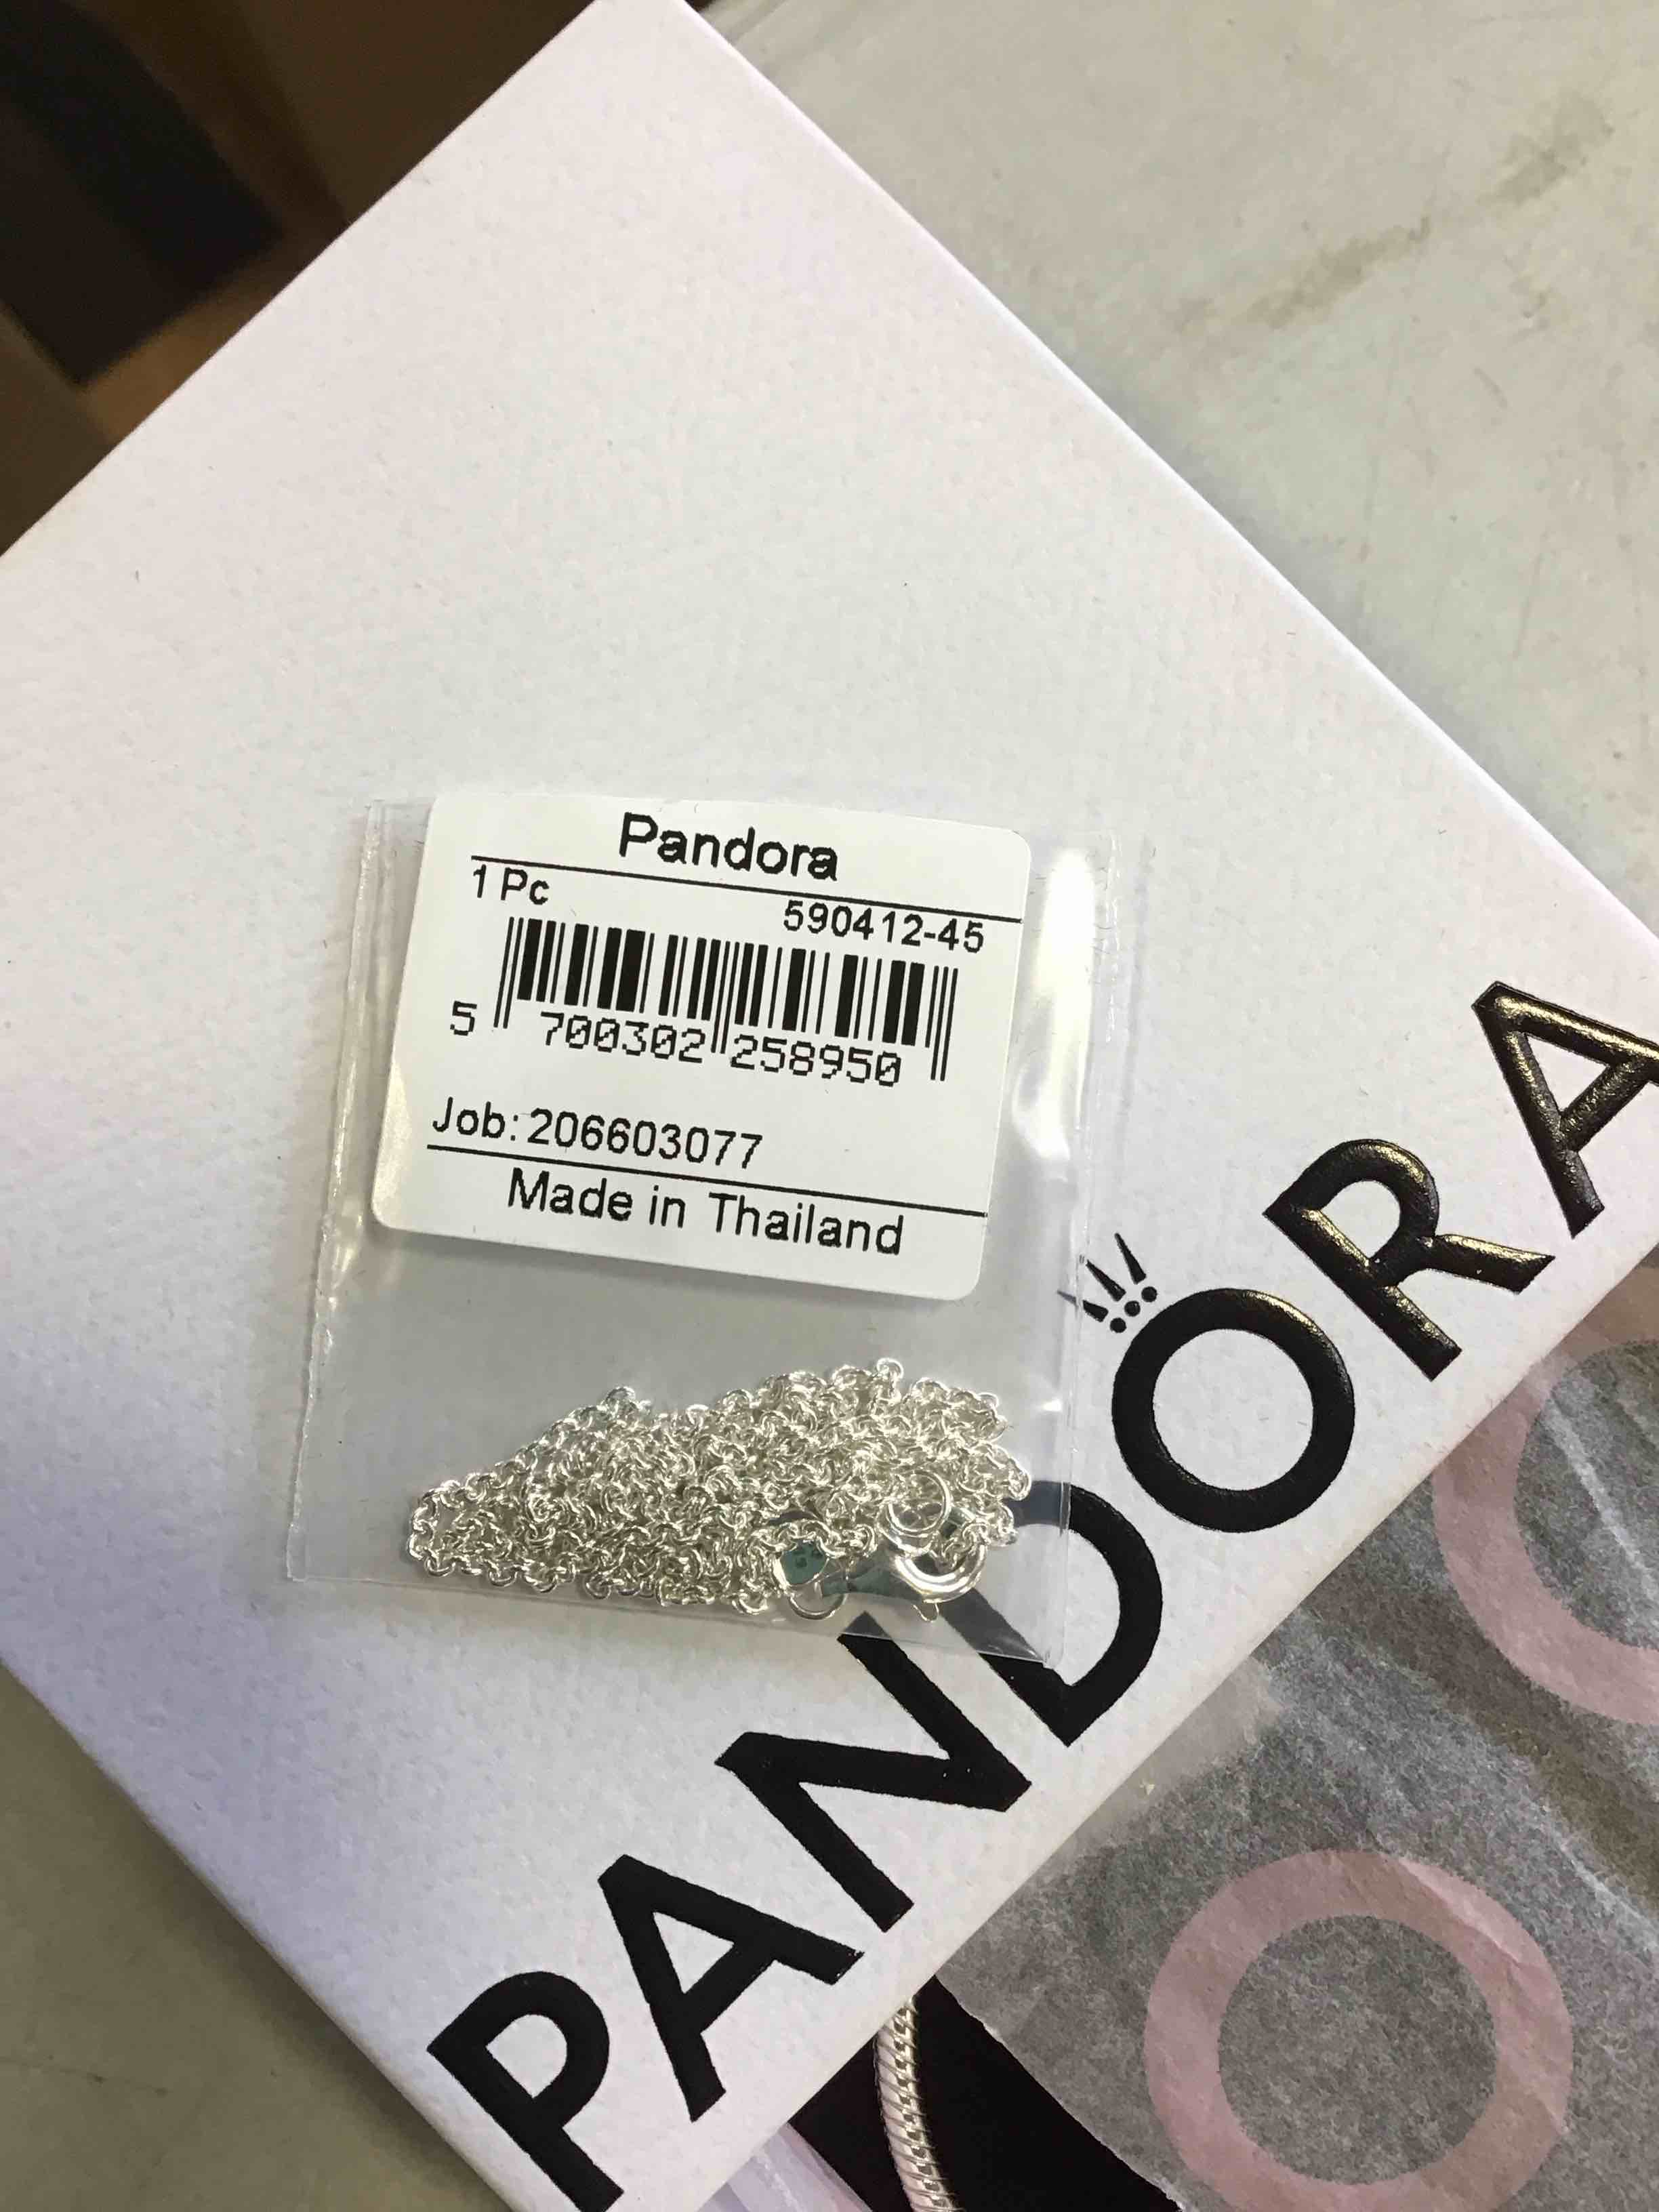 Pandora
1 Pc
590412-45
5 700302 258950
Job: 206603077
Made in Thailand
PANDORA